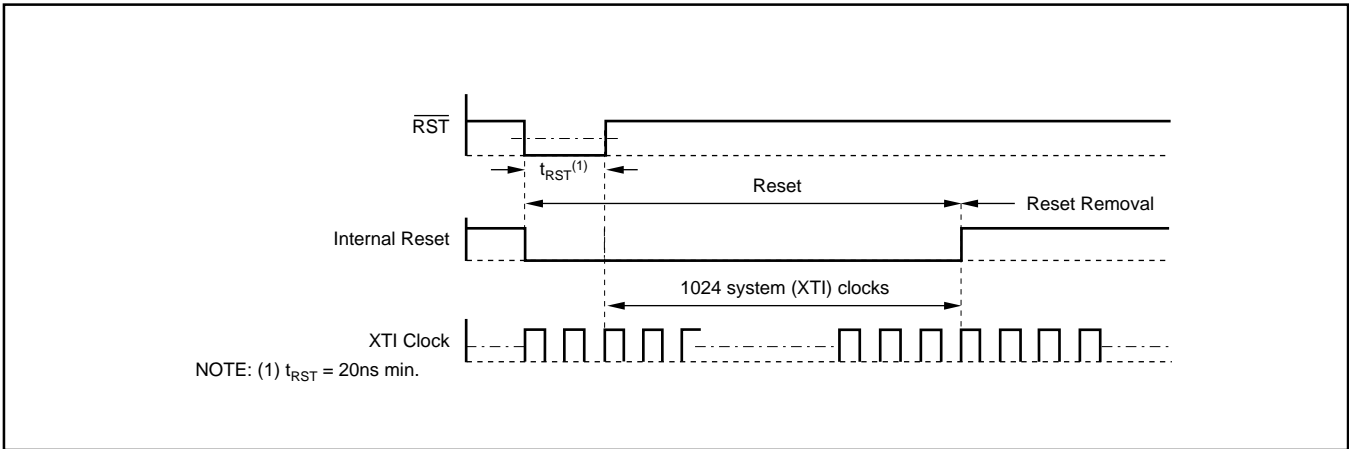 RST
tRST(1)
Reset
Reset Removal
Internal Reset
1024 system (XTI) clocks
XTI Clock
NOTE: (1) tRST = 20ns min.